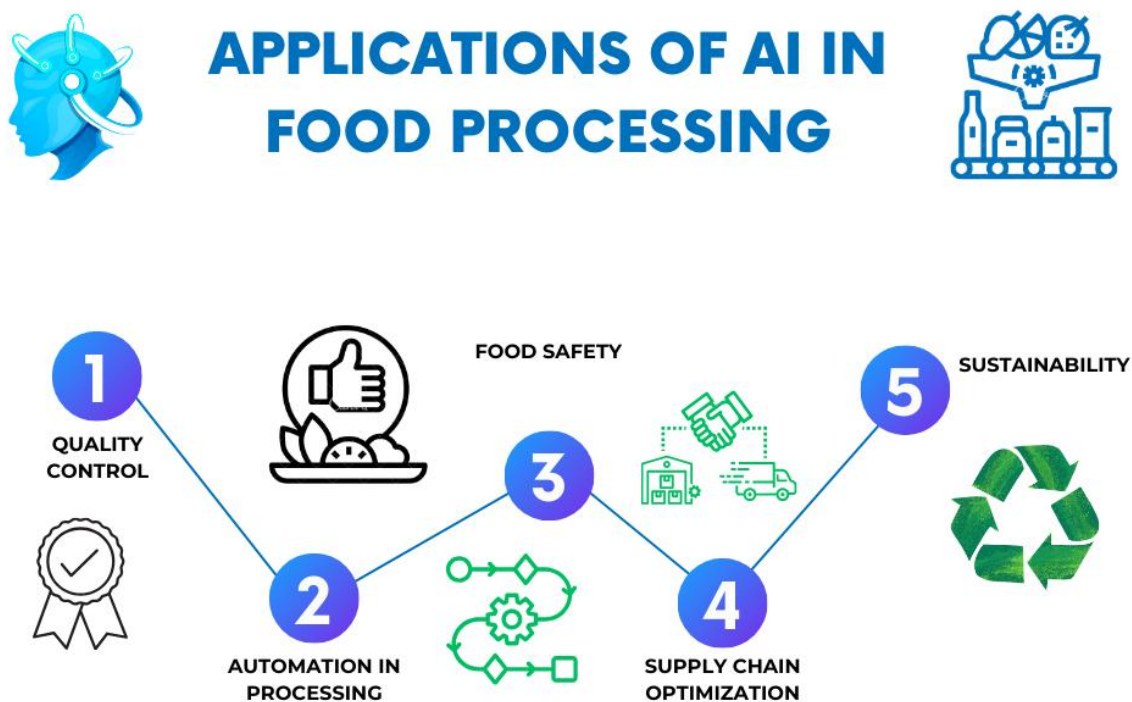 APPLICATIONS OF AI IN
FOOD PROCESSING
1
QUALITY
CONTROL
2
AUTOMATION IN
PROCESSING
FOOD SAFETY
3
4
SUPPLY CHAIN
OPTIMIZATION
5
SUSTAINABILITY